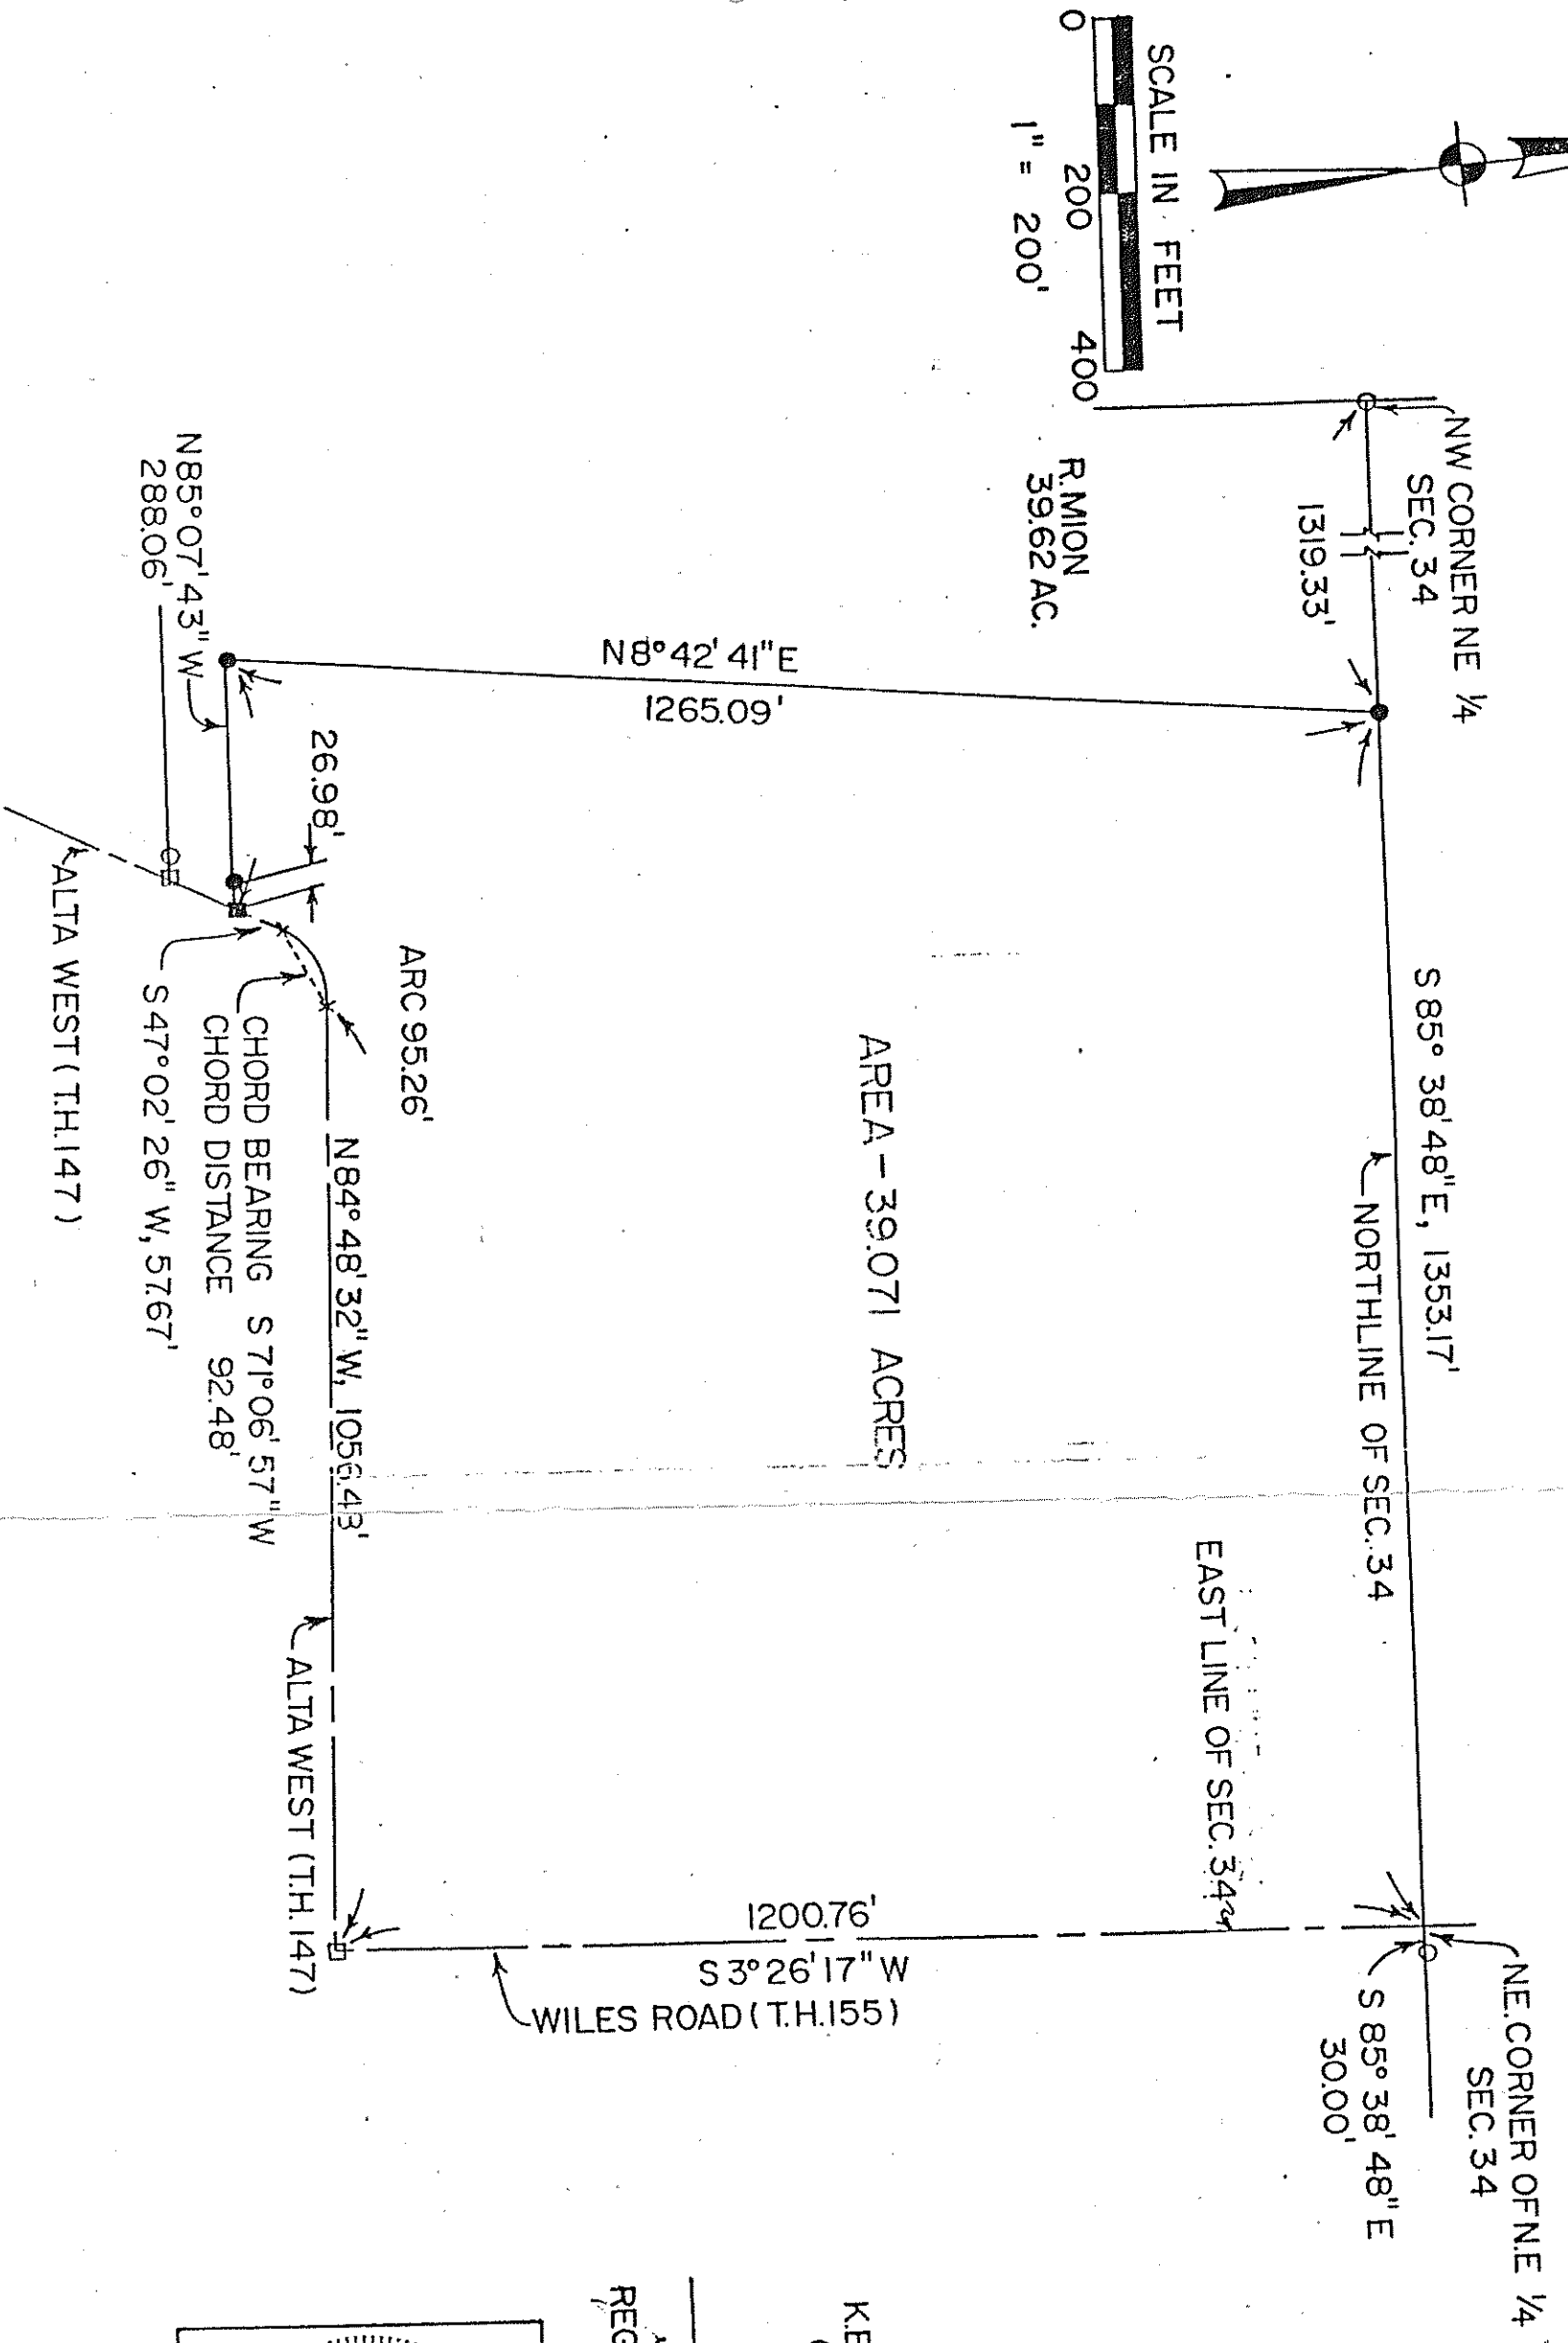 SCALE IN FEET
0 200 400
1" = 200'
NW CORNER NE 1/4
SEC. 34
1319.33'
R. MION
39.62 AC.
S 85° 38' 48" E, 1353.17'
NORTHLINE OF SEC. 34
N.E. CORNER OF N.E 1/4
SEC. 34
S 85° 38' 48" E
30.00'
EAST LINE OF SEC. 34
N 8° 42' 41" E
1265.09'
AREA - 39.071 ACRES
1200.76'
S 3° 26' 17" W
WILES ROAD (T.H. 155)
26.98'
ARC 95.26'
N 84° 48' 32" W, 1056.43'
ALTA WEST (T.H. 147)
N 85° 07' 43" W
288.06'
CHORD BEARING S 71° 06' 57" W
CHORD DISTANCE 92.48'
S 47° 02' 26" W, 57.67'
ALTA WEST (T.H. 147)
K.E
REG